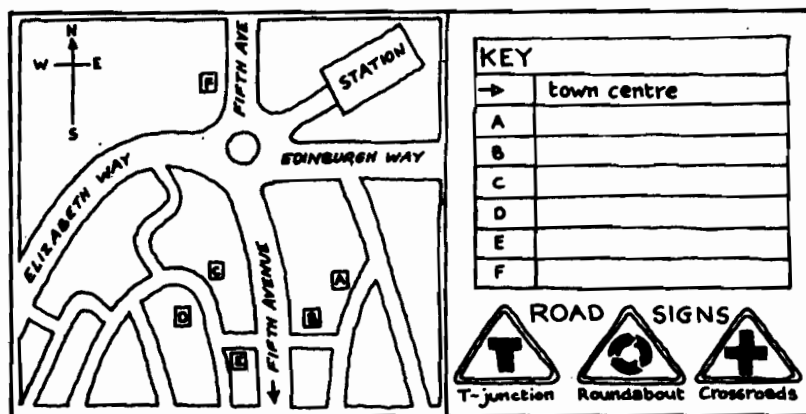 N
W E
S
F
FIFTH AVE
STATION
EDINBURGH WAY
ELIZABETH WAY
FIFTH AVENUE
C
A
D
B
E
KEY
→ town centre
A
B
C
D
E
F
ROAD SIGNS
T-junction Roundabout Crossroads